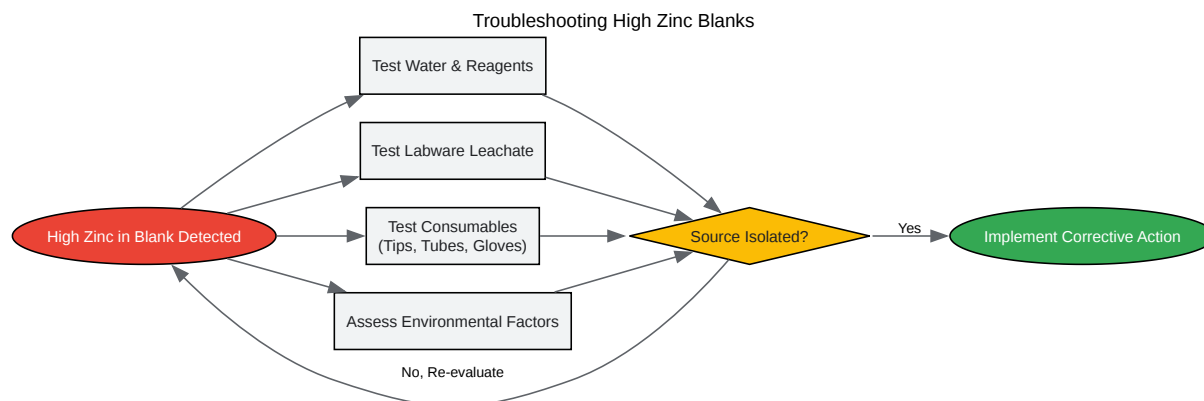 Troubleshooting High Zinc Blanks
Test Water & Reagents
Test Labware Leachate
High Zinc in Blank Detected
Test Consumables
(Tips, Tubes, Gloves)
Source Isolated?
Yes
Implement Corrective Action
Assess Environmental Factors
No, Re-evaluate